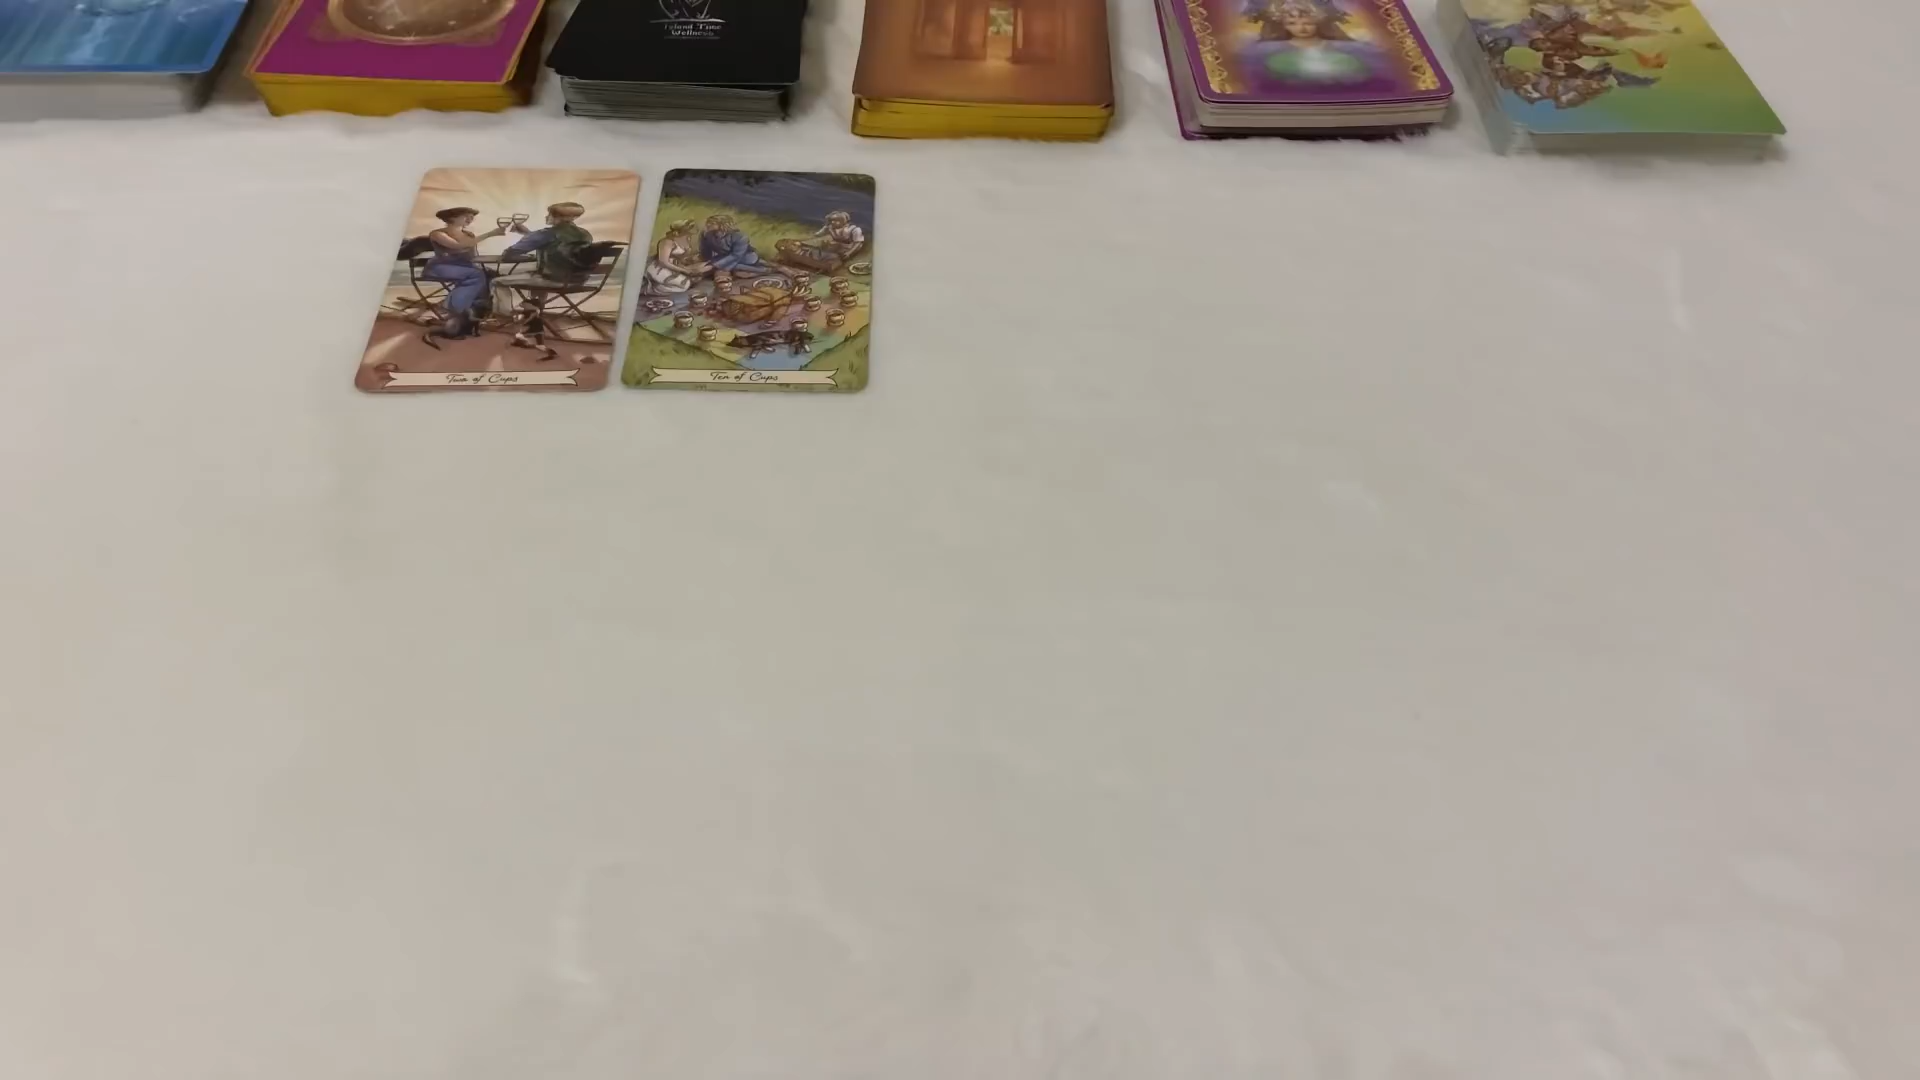 Island Time
Wellness
Two of Cups
Ten of Cups